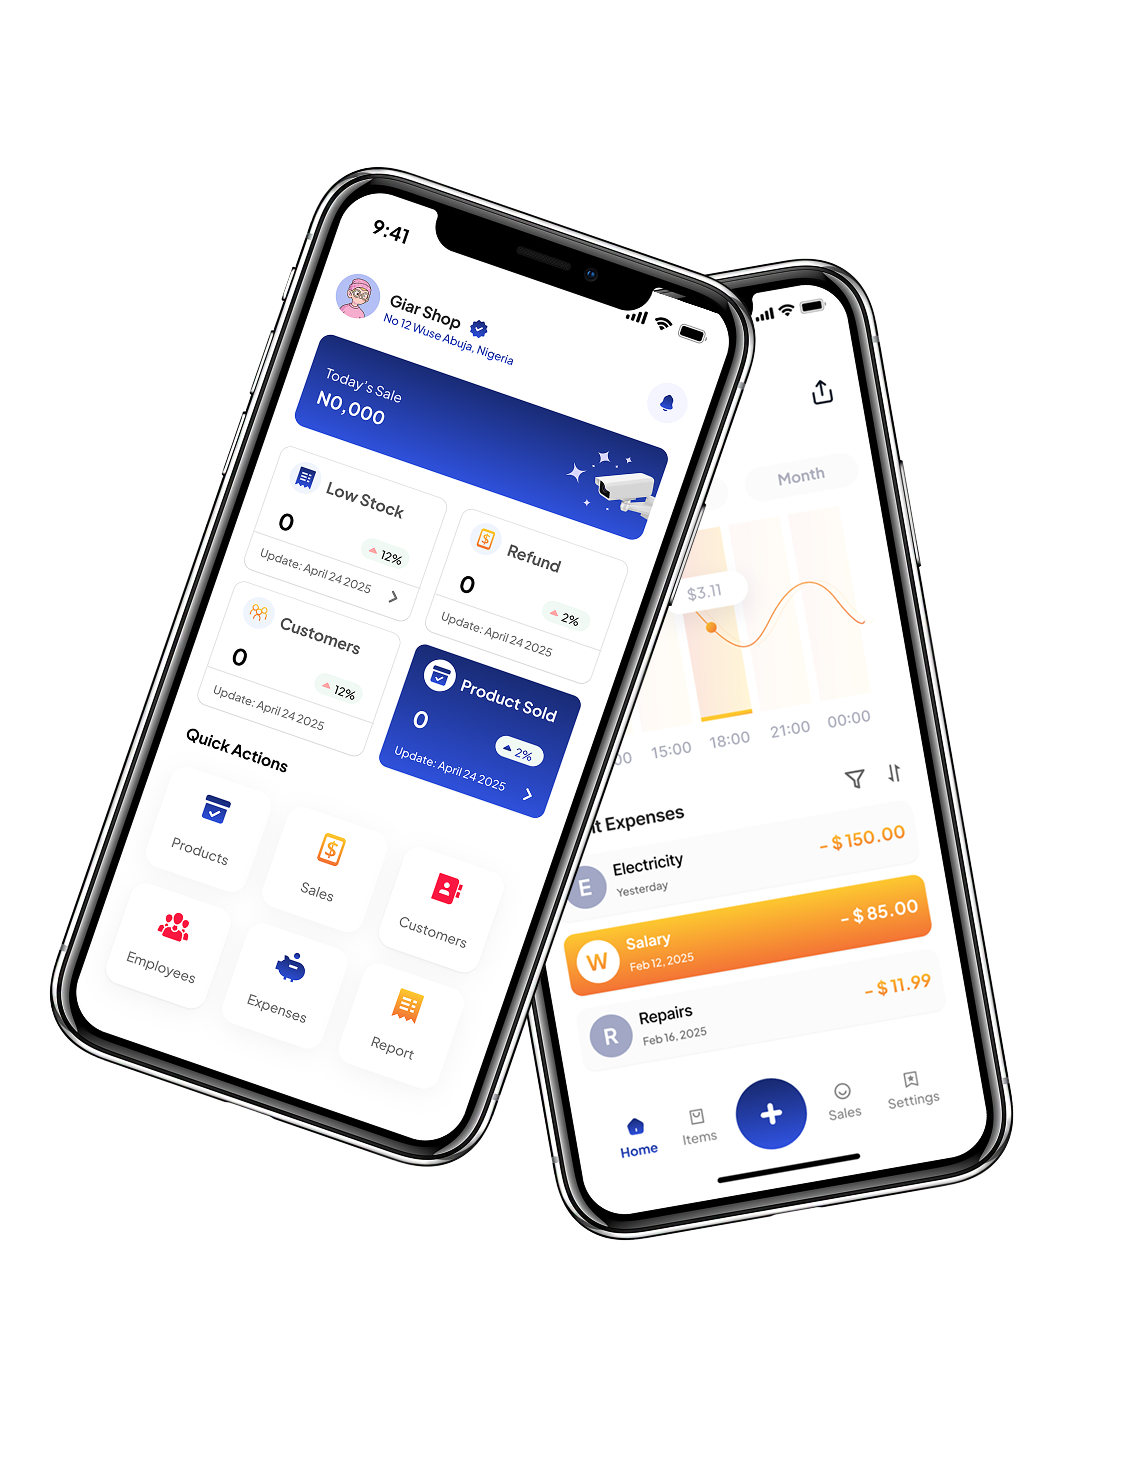 9:41
Giar Shop
No 12 Wuse Abuja, Nigeria
Today's Sale
N0,000
Low Stock
0
12%
Update: April 24 2025
Refund
0
2%
Update: April 24 2025
Customers
0
12%
Update: April 24 2025
Product Sold
0
2%
Update: April 24 2025
Quick Actions
Products
Sales
Customers
Employees
Expenses
Report
Month
$3.11
00
15:00
18:00
21:00
00:00
t Expenses
E
Electricity
Yesterday
- $150.00
W
Salary
Feb 12, 2025
- $85.00
R
Repairs
Feb 16, 2025
- $11.99
Home
Items
Sales
Settings